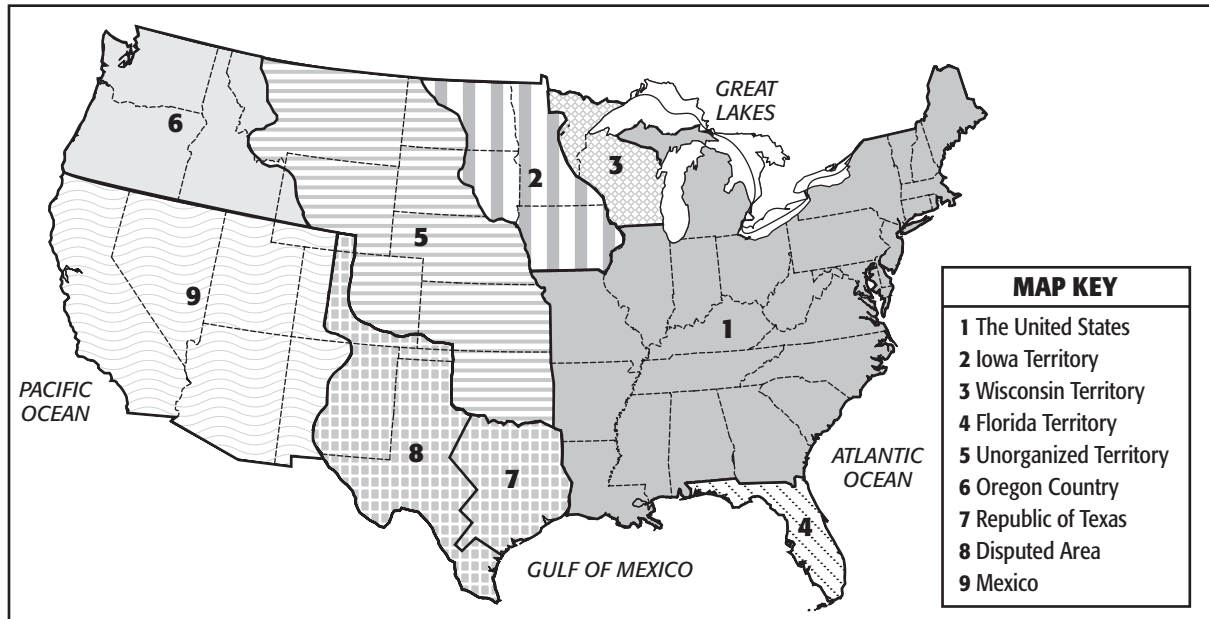 GREAT
LAKES
6
2
3
5
9
1
PACIFIC
OCEAN
8
7
ATLANTIC
OCEAN
4
GULF OF MEXICO
MAP KEY
1 The United States
2 Iowa Territory
3 Wisconsin Territory
4 Florida Territory
5 Unorganized Territory
6 Oregon Country
7 Republic of Texas
8 Disputed Area
9 Mexico